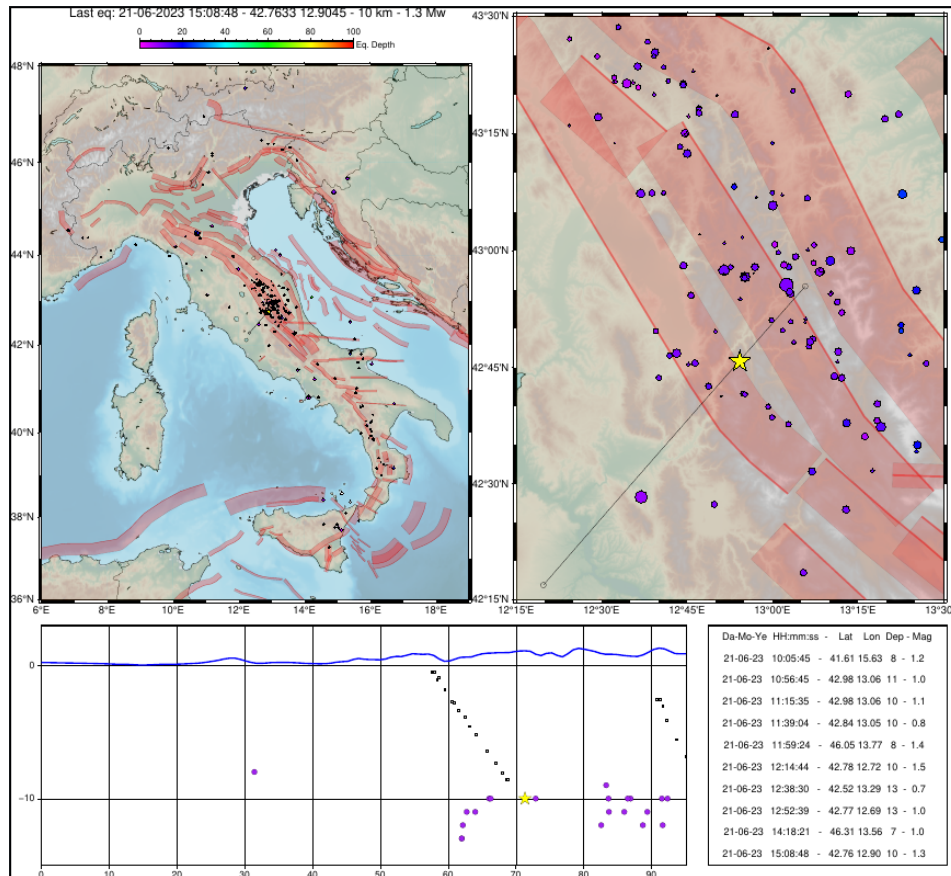 Last eq: 21-06-2023 15:08:48 - 42.7633 12.9045 - 10 km - 1.3 Mw
0 20 40 60 80 100
Eq. Depth
48°N
46°N
44°N
42°N
40°N
38°N
36°N
6°E 8°E 10°E 12°E 14°E 16°E 18°E
43°30'N
43°15'N
43°00'N
42°45'N
42°30'N
42°15'N
12°15'E 12°30'E 12°45'E 13°00'E 13°15'E 13°30'E
0
−10
0 10 20 30 40 50 60 70 80 90
Da-Mo-Ye HH:mm:ss - Lat Lon Dep - Mag
21-06-23 10:05:45 - 41.61 15.63 8 - 1.2
21-06-23 10:56:45 - 42.98 13.06 11 - 1.0
21-06-23 11:15:35 - 42.98 13.06 10 - 1.1
21-06-23 11:39:04 - 42.84 13.05 10 - 0.8
21-06-23 11:59:24 - 46.05 13.77 8 - 1.4
21-06-23 12:14:44 - 42.78 12.72 10 - 1.5
21-06-23 12:38:30 - 42.52 13.29 13 - 0.7
21-06-23 12:52:39 - 42.77 12.69 13 - 1.0
21-06-23 14:18:21 - 46.31 13.56 7 - 1.0
21-06-23 15:08:48 - 42.76 12.90 10 - 1.3